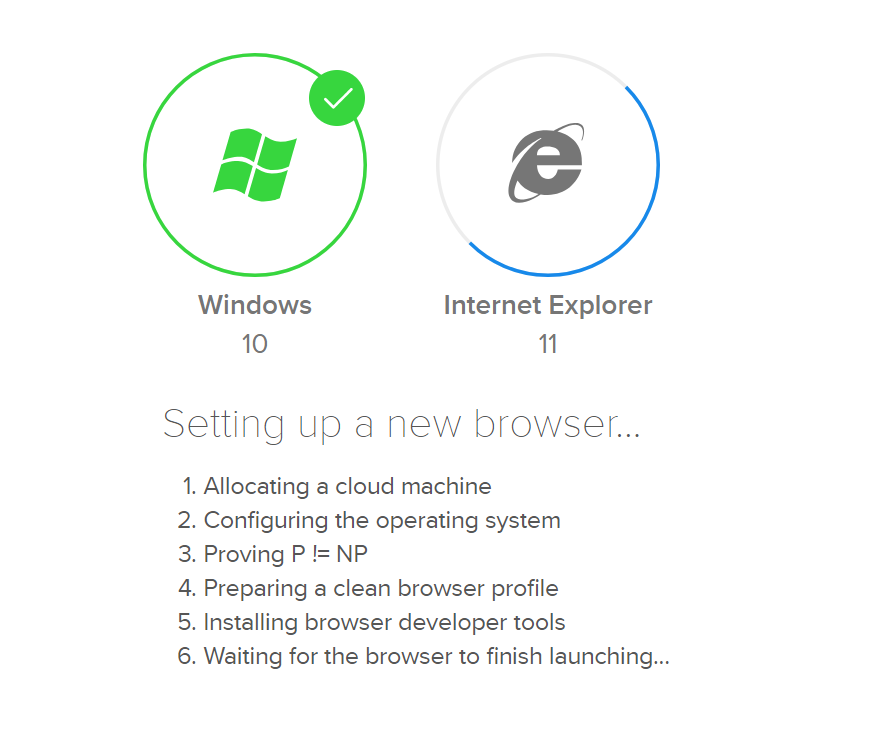 Windows
10
Internet Explorer
11
Setting up a new browser...
1. Allocating a cloud machine
2. Configuring the operating system
3. Proving P != NP
4. Preparing a clean browser profile
5. Installing browser developer tools
6. Waiting for the browser to finish launching...